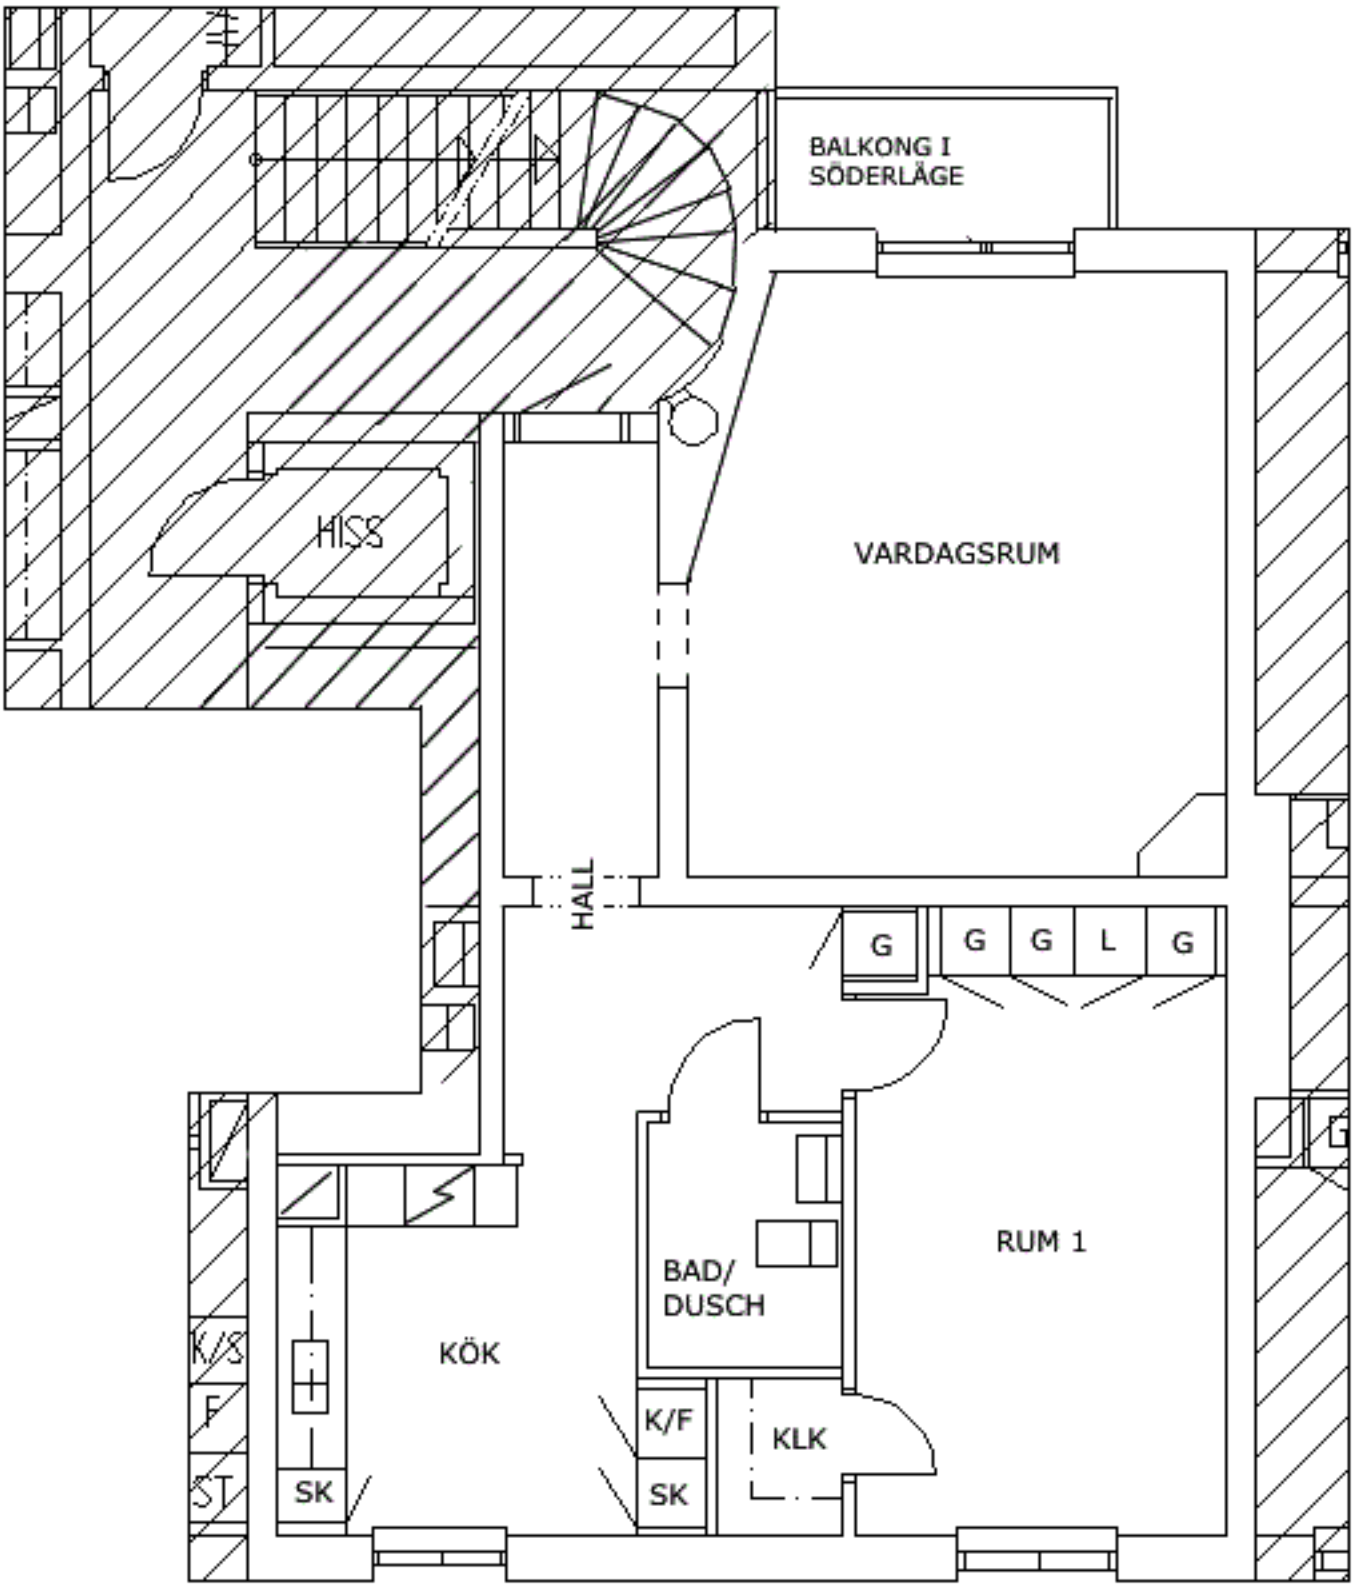 BALKONG I
SÖDERLÄGE
HISS
VARDAGSRUM
HALL
G
G
G
L
G
G
RUM 1
BAD/
DUSCH
KÖK
K/S
F
ST
K/F
KLK
SK
SK